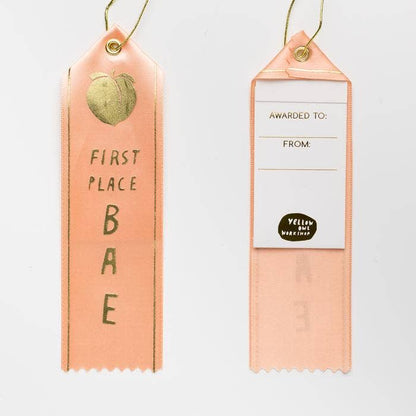 FIRST
PLACE
B
A
E
AWARDED TO:
FROM:
YELLOW
OWL
WORKSHOP